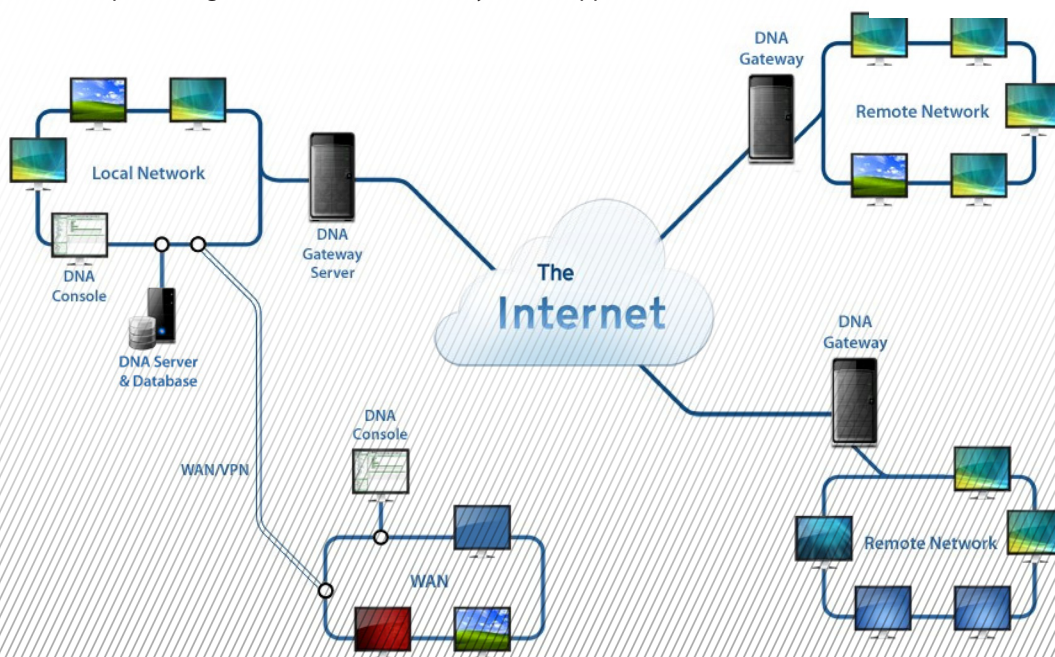 DNA
Gateway
Remote Network
Local Network
DNA
Gateway
Server
DNA
Console
The
Internet
DNA Server
& Database
DNA
Gateway
DNA
Console
WAN/VPN
WAN
Remote Network